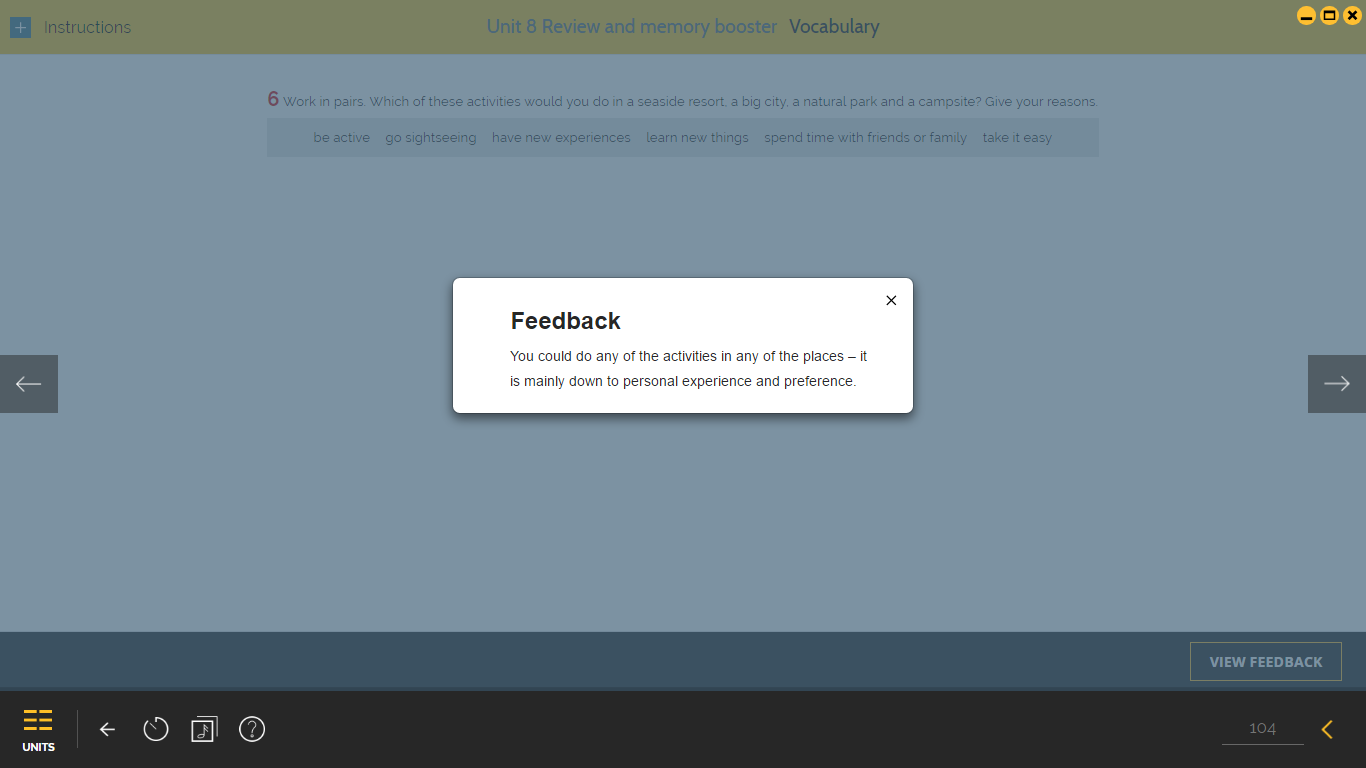 Instructions
Unit 8 Review and memory booster Vocabulary
6 Work in pairs. Which of these activities would you do in a seaside resort, a big city, a natural park and a campsite? Give your reasons.
be active go sightseeing have new experiences learn new things spend time with friends or family take it easy
Feedback
You could do any of the activities in any of the places – it
is mainly down to personal experience and preference.
VIEW FEEDBACK
UNITS
104